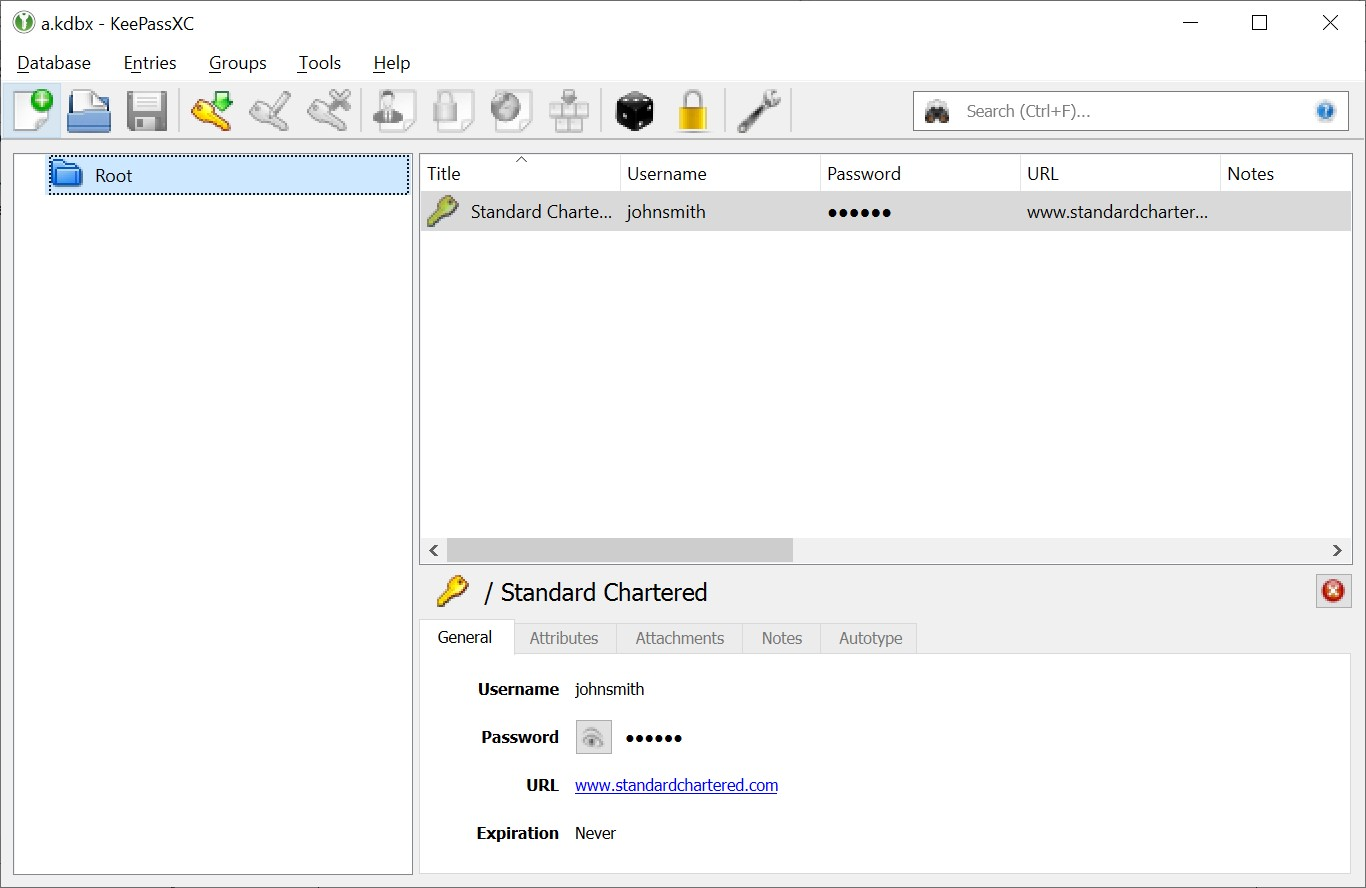 a.kdbx - KeePassXC
Database Entries Groups Tools Help
Search (Ctrl+F)...
Root
Title Username Password URL Notes
Standard Charte... johnsmith ●●●●●● www.standardcharter...
/ Standard Chartered
General Attributes Attachments Notes Autotype
Username johnsmith
Password ●●●●●●
URL www.standardchartered.com
Expiration Never